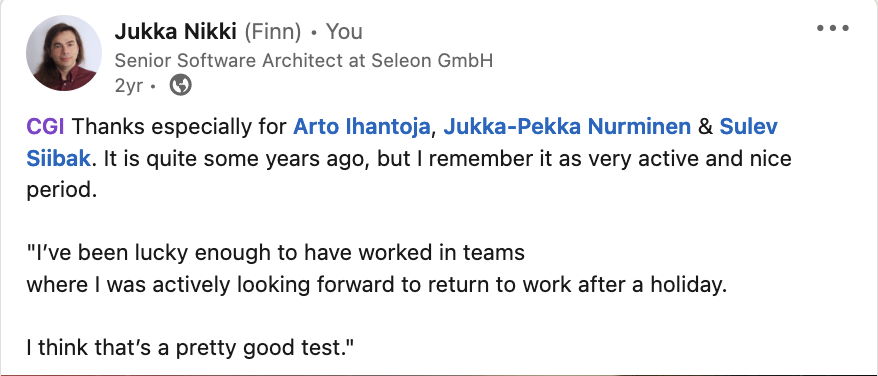 Jukka Nikki (Finn) • You
Senior Software Architect at Seleon GmbH
2yr •
CGI Thanks especially for Arto Ihantoja, Jukka-Pekka Nurminen & Sulev
Siibak. It is quite some years ago, but I remember it as very active and nice
period.
"I’ve been lucky enough to have worked in teams
where I was actively looking forward to return to work after a holiday.
I think that’s a pretty good test."